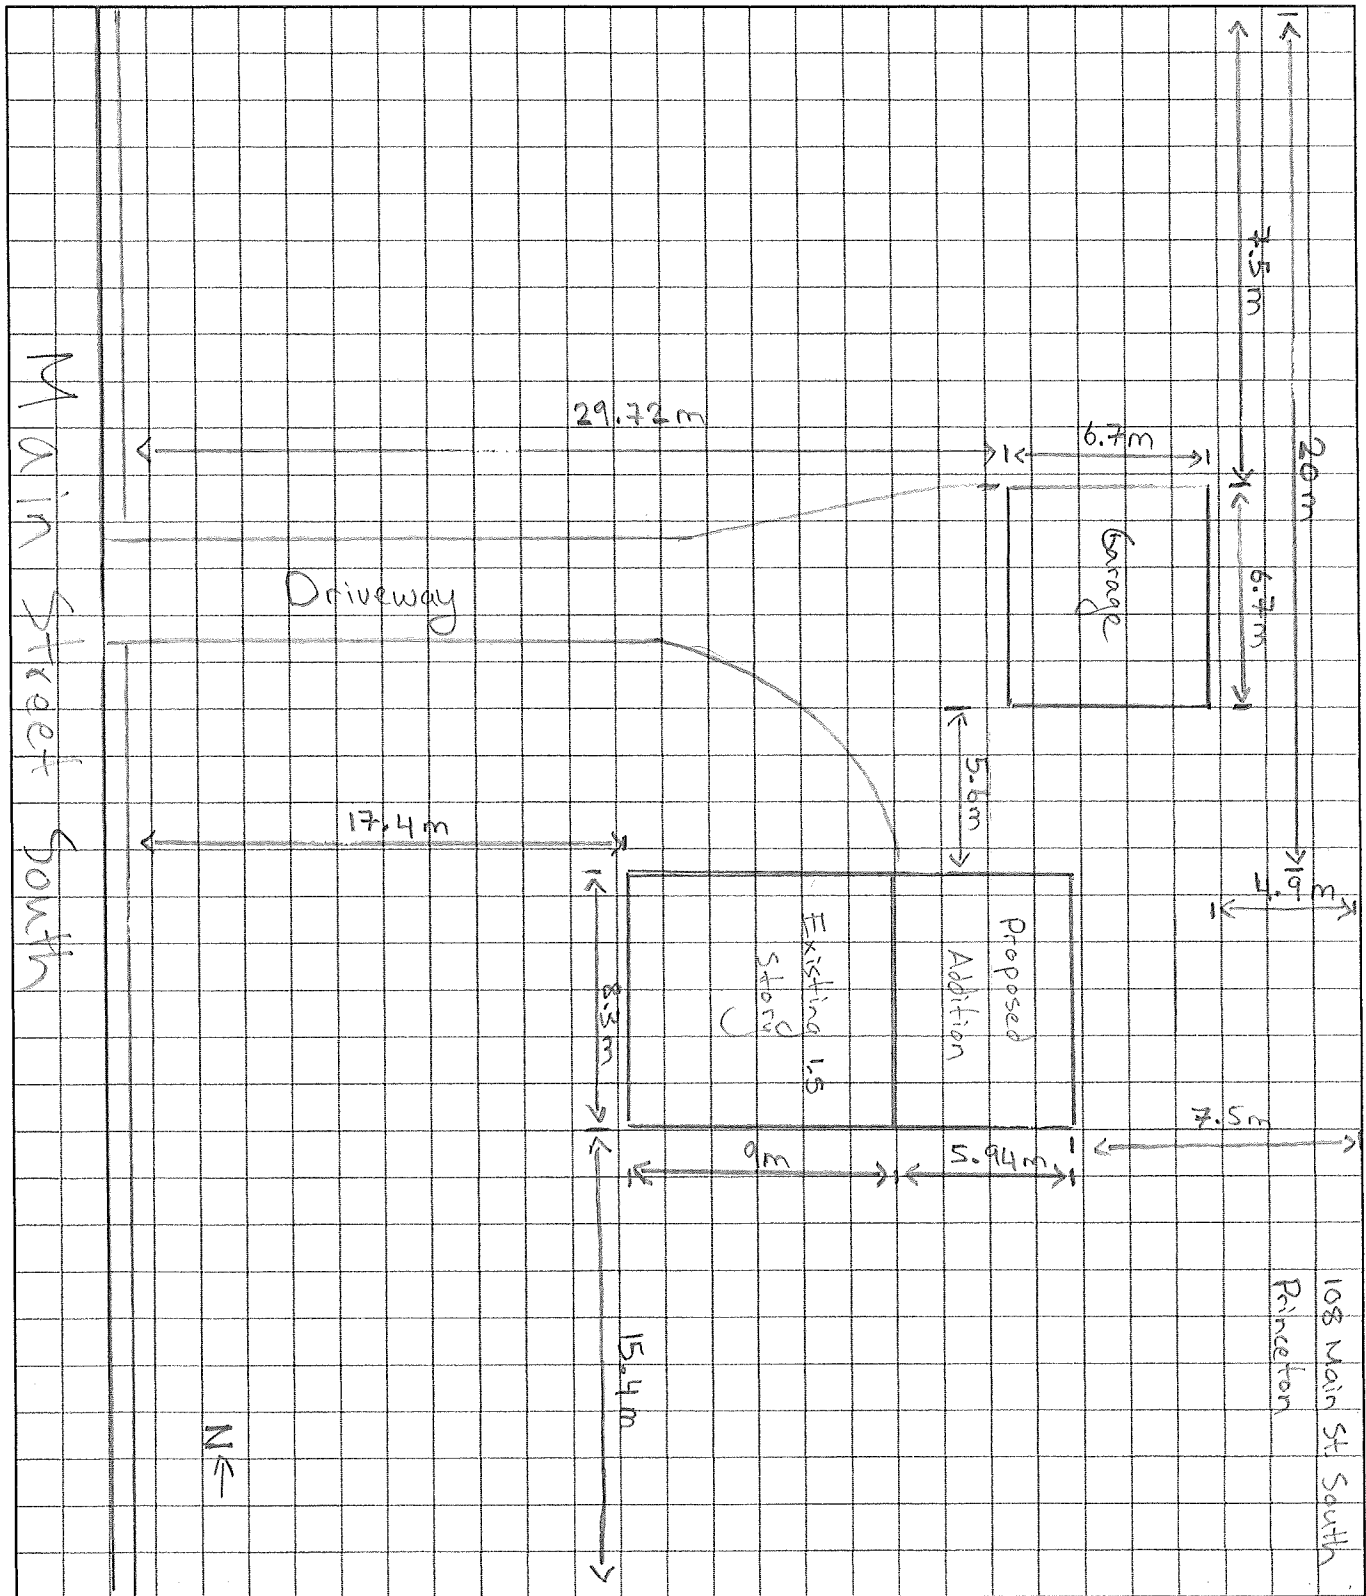 108 Main St. South
Princeton
20m
7.5m
6.7m
4.9m
29.72m
6.7m
Garage
Driveway
5.6m
17.4m
Proposed
Addition
Existing 1.5
Story
8.3m
7.5m
9m
5.94m
15.4m
N
Main Street South